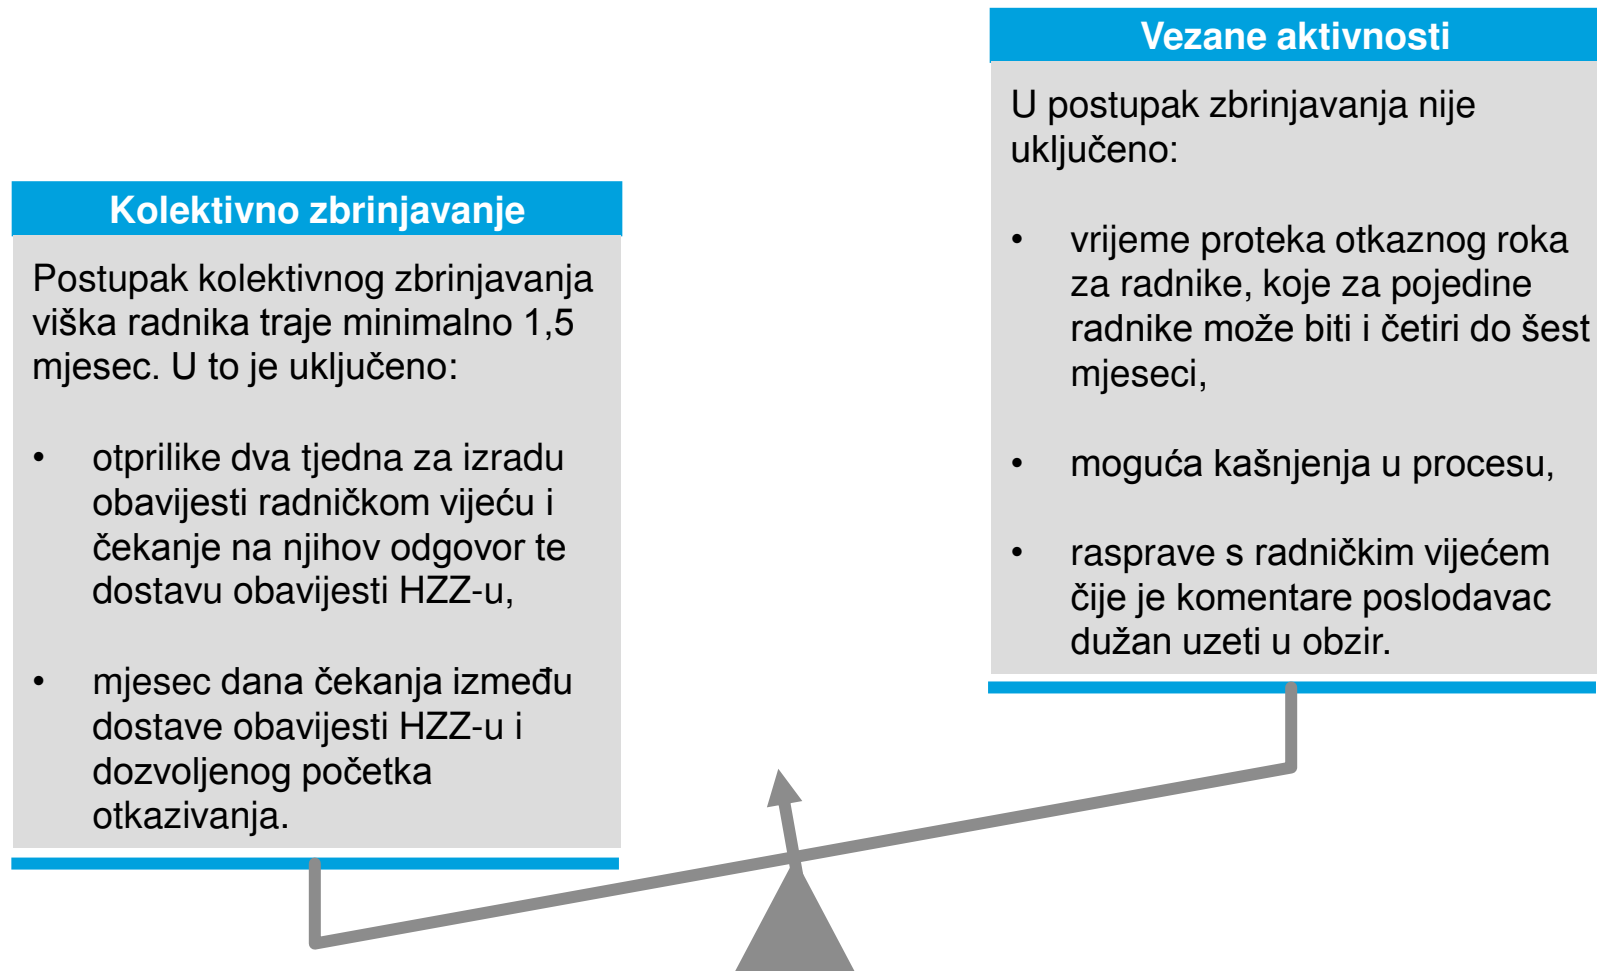 Kolektivno zbrinjavanje
Postupak kolektivnog zbrinjavanja
viška radnika traje minimalno 1,5
mjesec. U to je uključeno:
• otprilike dva tjedna za izradu
obavijesti radničkom vijeću i
čekanje na njihov odgovor te
dostavu obavijesti HZZ-u,
• mjesec dana čekanja između
dostave obavijesti HZZ-u i
dozvoljenog početka
otkazivanja.
Vezane aktivnosti
U postupak zbrinjavanja nije
uključeno:
• vrijeme proteka otkaznog roka
za radnike, koje za pojedine
radnike može biti i četiri do šest
mjeseci,
• moguća kašnjenja u procesu,
• rasprave s radničkim vijećem
čije je komentare poslodavac
dužan uzeti u obzir.